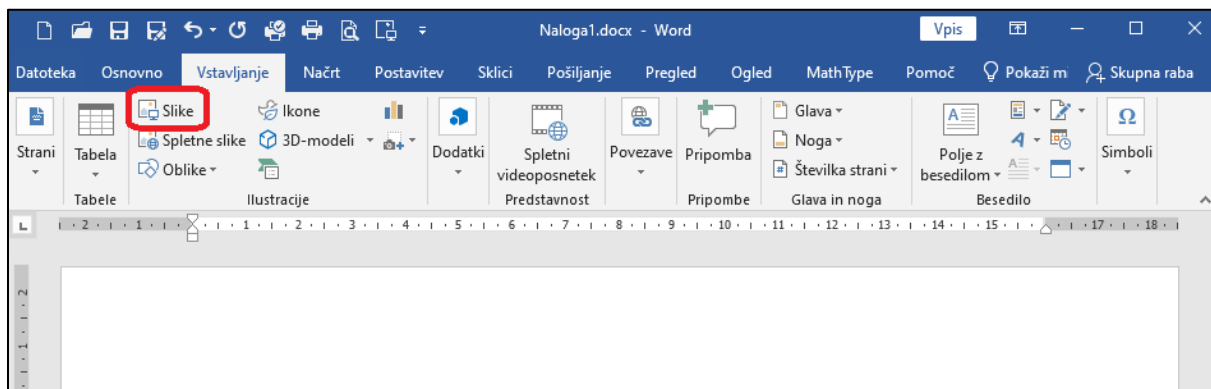 Naloga1.docx - Word
Vpis
Datoteka Osnovno Vstavljanje Načrt Postavitev Sklici Pošiljanje Pregled Ogled MathType Pomoč Pokaži mi Skupna raba
Strani
Tabela
Tabele
Slike
Spletne slike
Oblike
Ikone
3D-modeli
Ilustracije
Dodatki
Spletni
videoposnetek
Predstavnost
Povezave
Pripomba
Pripombe
Glava
Noga
Številka strani
Glava in noga
Polje z
besedilom
Besedilo
Ω
Simboli
2 1 1 2 3 4 5 6 7 8 9 10 11 12 13 14 15 17 18
2
1